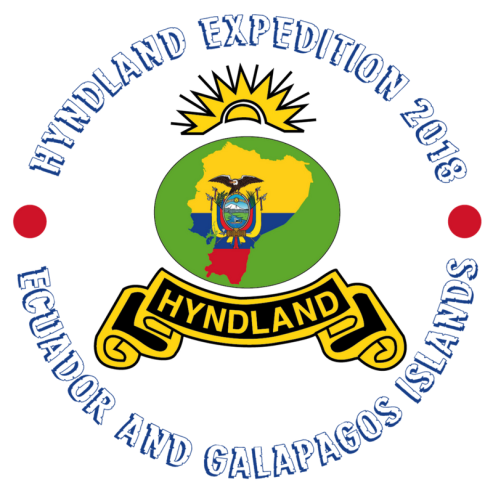 HYNDLAND EXPEDITION 2018
HYNDLAND
ECUADOR AND GALAPAGOS ISLANDS